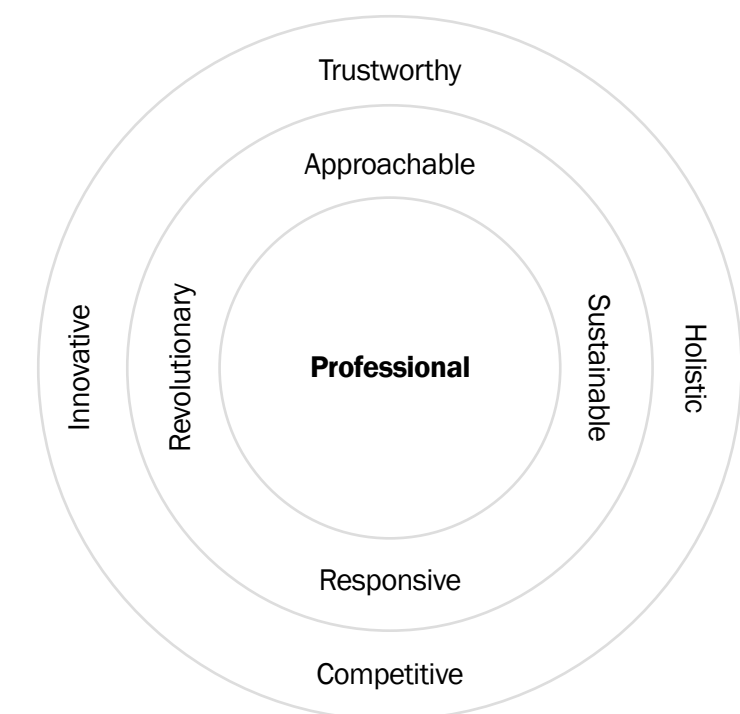 Trustworthy
Approachable
Innovative
Revolutionary
Professional
Sustainable
Holistic
Responsive
Competitive